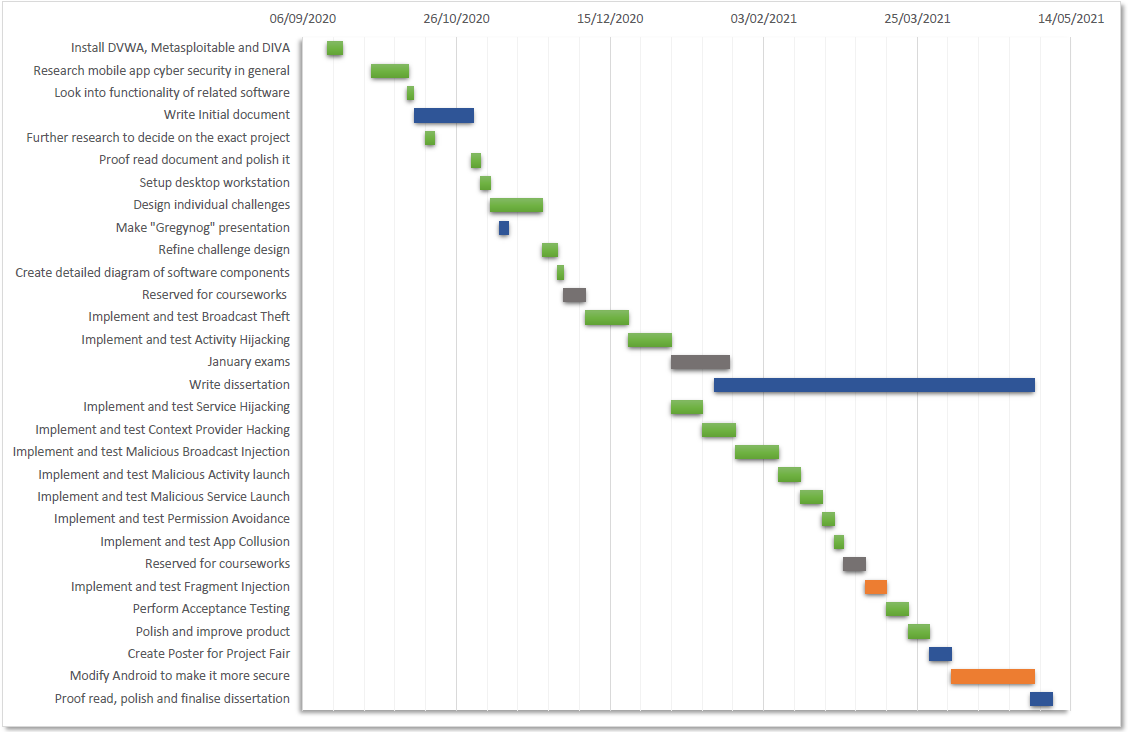 06/09/2020 26/10/2020 15/12/2020 03/02/2021 25/03/2021 14/05/2021
Install DVWA, Metasploitable and DIVA
Research mobile app cyber security in general
Look into functionality of related software
Write Initial document
Further research to decide on the exact project
Proof read document and polish it
Setup desktop workstation
Design individual challenges
Make "Gregynog" presentation
Refine challenge design
Create detailed diagram of software components
Reserved for courseworks
Implement and test Broadcast Theft
Implement and test Activity Hijacking
January exams
Write dissertation
Implement and test Service Hijacking
Implement and test Context Provider Hacking
Implement and test Malicious Broadcast Injection
Implement and test Malicious Activity launch
Implement and test Malicious Service Launch
Implement and test Permission Avoidance
Implement and test App Collusion
Reserved for courseworks
Implement and test Fragment Injection
Perform Acceptance Testing
Polish and improve product
Create Poster for Project Fair
Modify Android to make it more secure
Proof read, polish and finalise dissertation